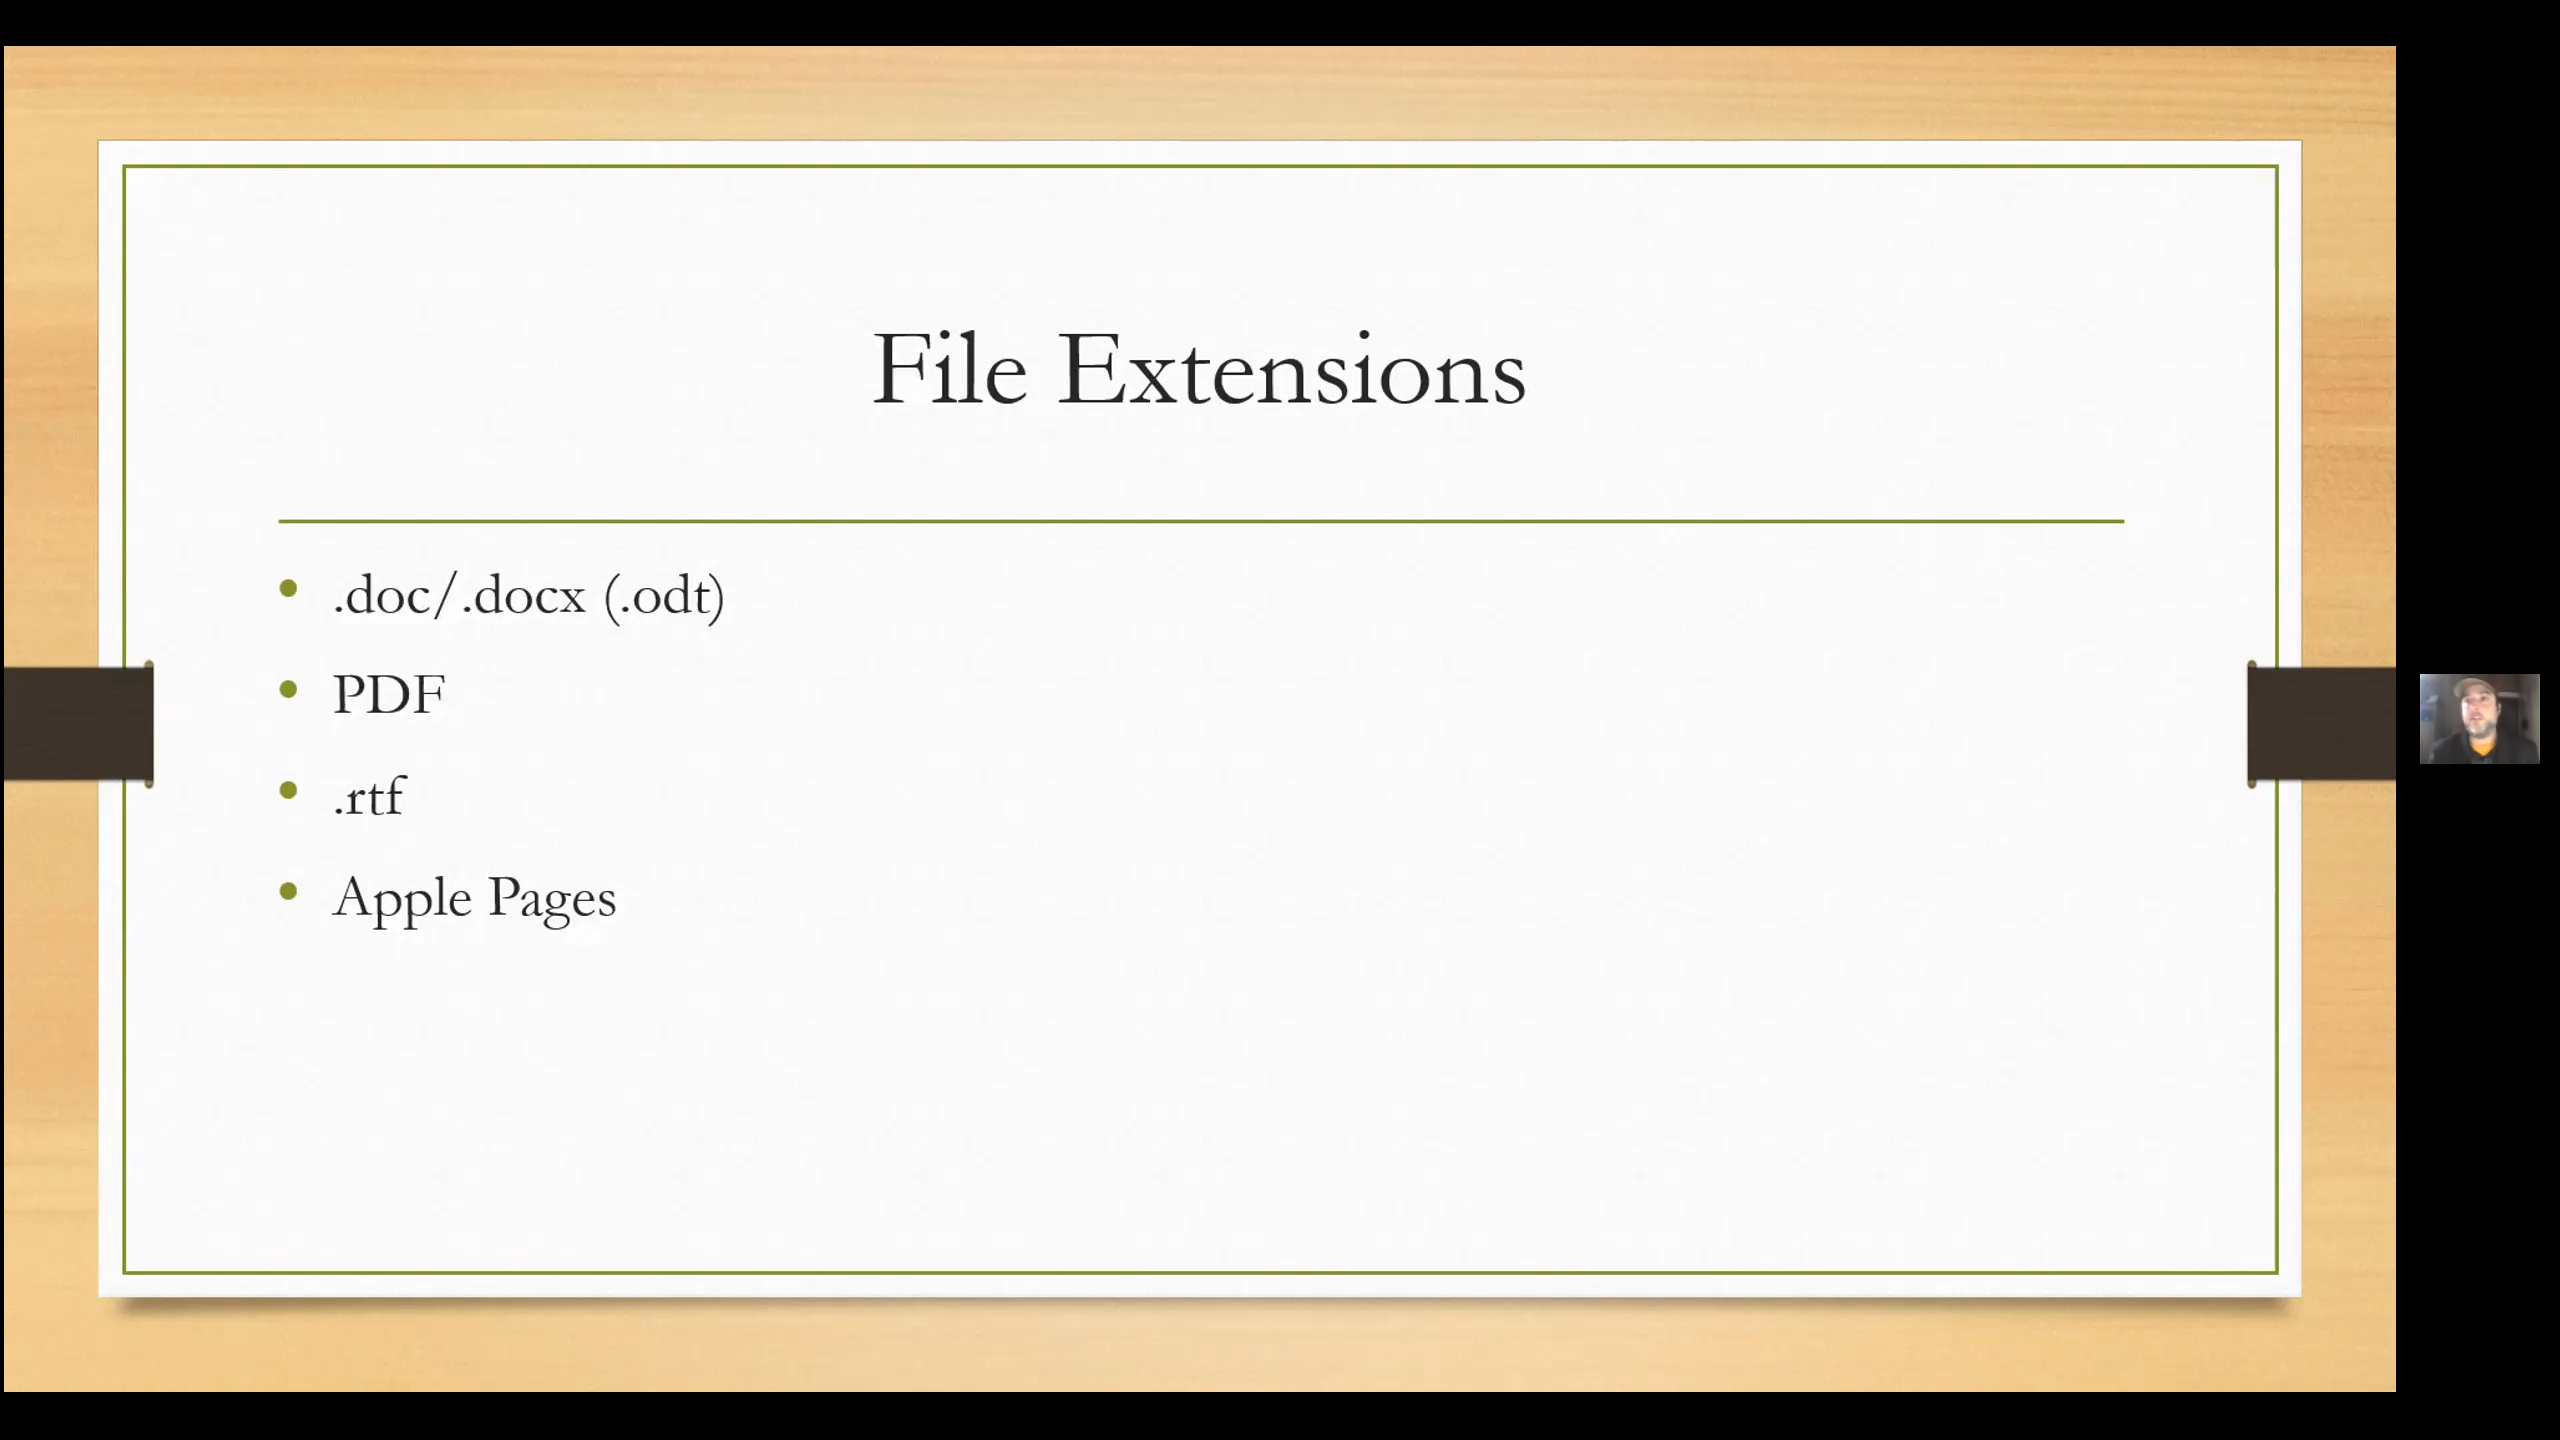 File Extensions
.doc/.docx (.odt)
PDF
.rtf
Apple Pages